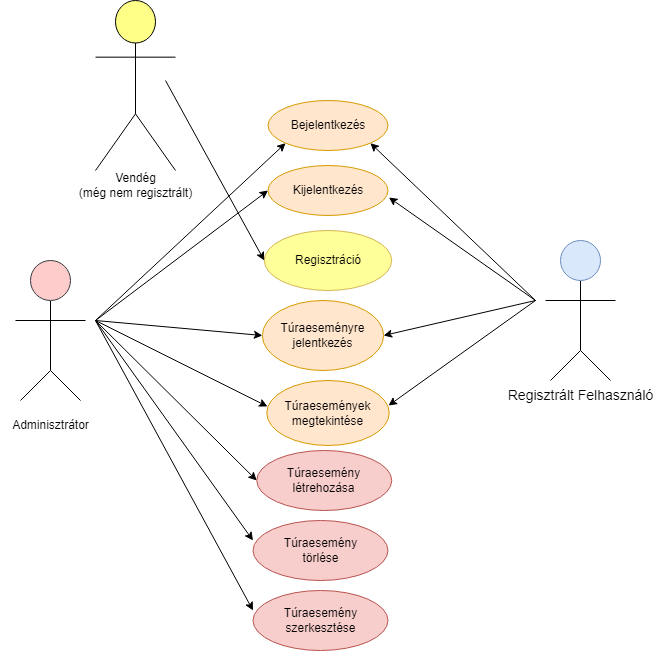 Vendég
(még nem regisztrált)
Bejelentkezés
Kijelentkezés
Regisztráció
Túraeseményre
jelentkezés
Túraesemények
megtekintése
Túraesemény
létrehozása
Túraesemény
törlése
Túraesemény
szerkesztése
Adminisztrátor
Regisztrált Felhasználó